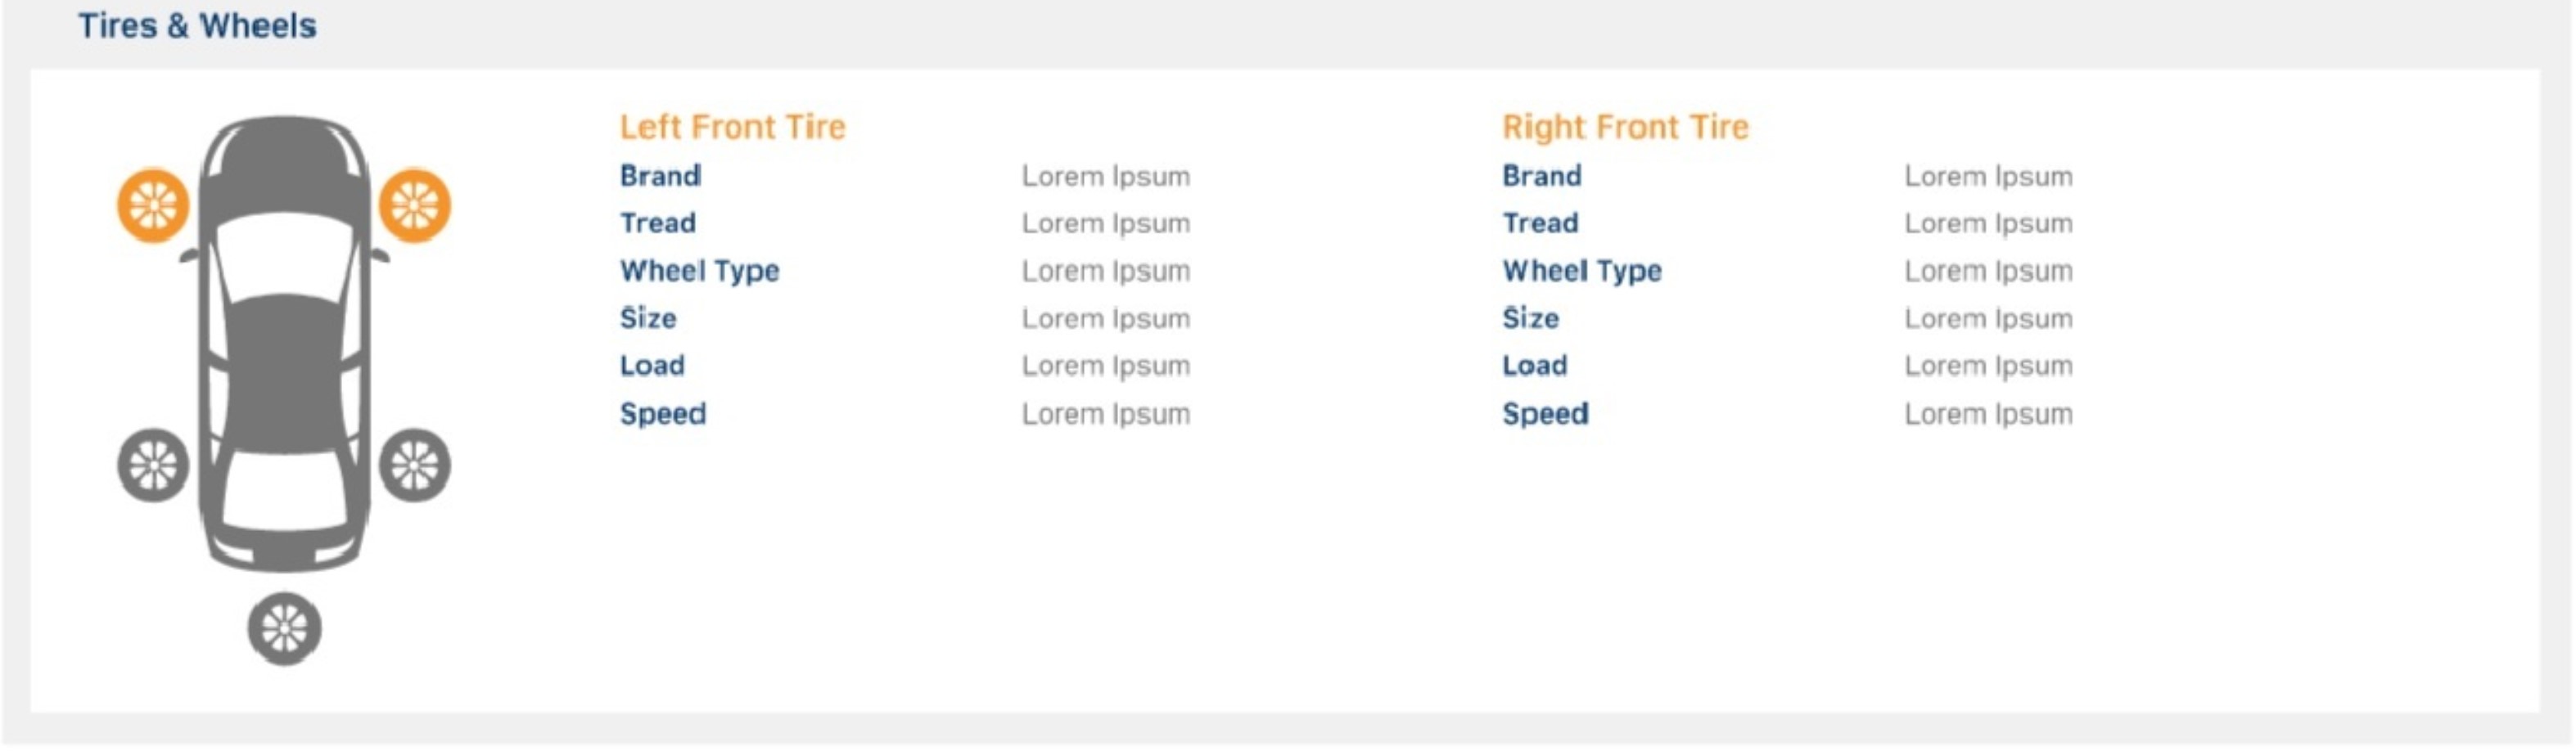 Tires & Wheels
Left Front Tire
Brand Lorem Ipsum
Tread Lorem Ipsum
Wheel Type Lorem Ipsum
Size Lorem Ipsum
Load Lorem Ipsum
Speed Lorem Ipsum
Right Front Tire
Brand Lorem Ipsum
Tread Lorem Ipsum
Wheel Type Lorem Ipsum
Size Lorem Ipsum
Load Lorem Ipsum
Speed Lorem Ipsum